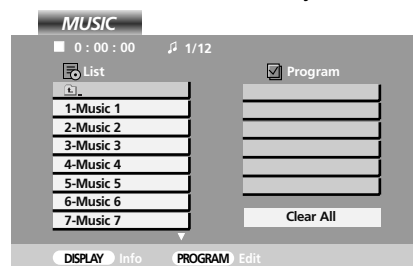 MUSIC
0 : 00 : 00 1/12
List
Program
1-Music 1
2-Music 2
3-Music 3
4-Music 4
5-Music 5
6-Music 6
7-Music 7
Clear All
DISPLAY Info PROGRAM Edit